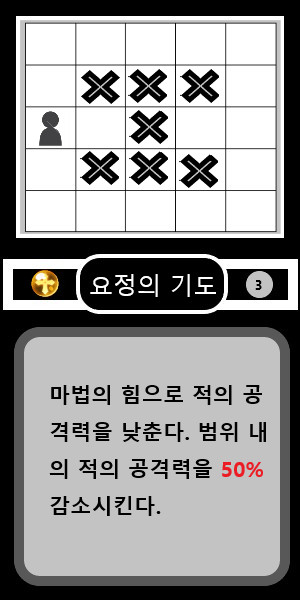 요정의 기도
3
마법의 힘으로 적의 공
격력을 낮춘다. 범위 내
의 적의 공격력을 50%
감소시킨다.